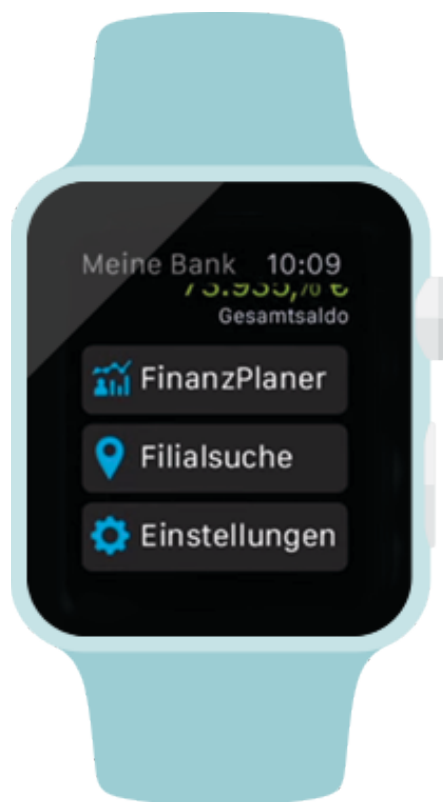 Meine Bank 10:09
Gesamtsaldo
FinanzPlaner
Filialsuche
Einstellungen